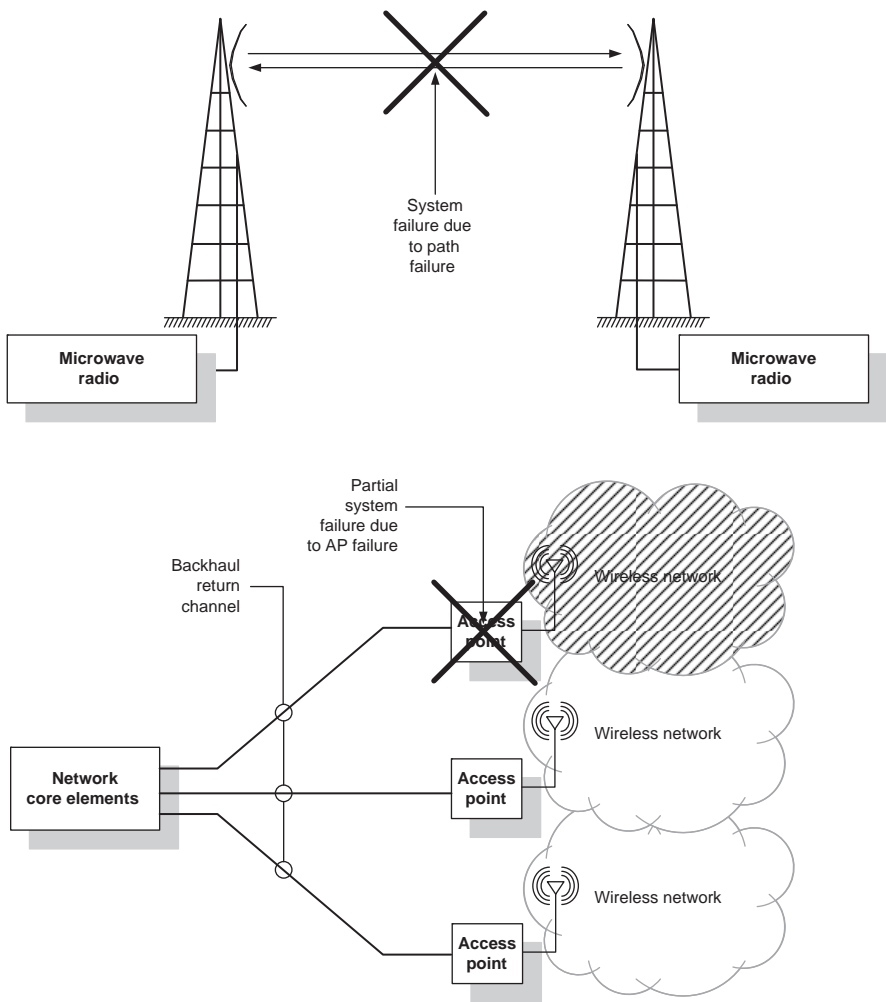 System
failure due
to path
failure
Microwave
radio
Microwave
radio
Partial
system
failure due
to AP failure
Backhaul
return
channel
Wireless network
Access
point
Wireless network
Network
core elements
Access
point
Wireless network
Access
point